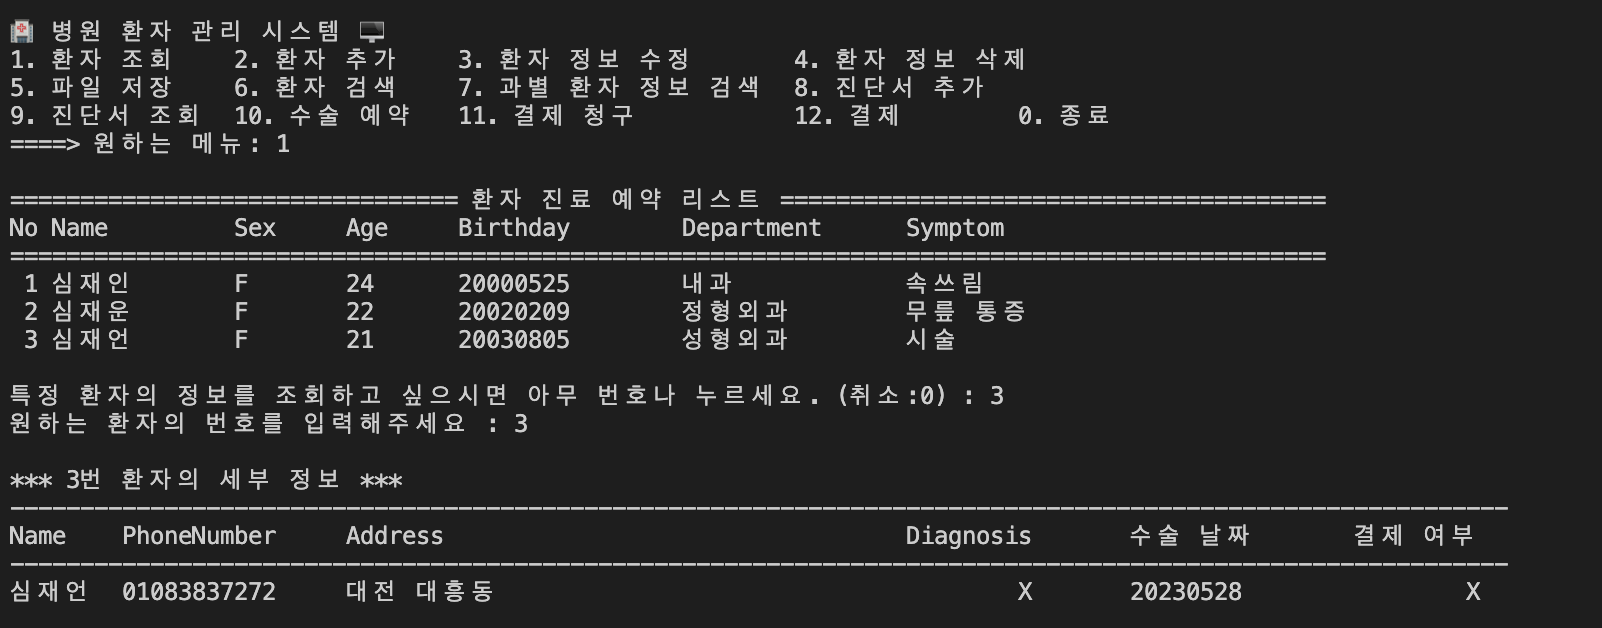 🏥 병원 환자 관리 시스템 🖥️
1. 환자 조회 2. 환자 추가 3. 환자 정보 수정 4. 환자 정보 삭제
5. 파일 저장 6. 환자 검색 7. 과별 환자 정보 검색 8. 진단서 추가
9. 진단서 조회 10. 수술 예약 11. 결제 청구 12. 결제 0. 종료
====> 원하는 메뉴: 1
================================ 환자 진료 예약 리스트 =======================================
No Name Sex Age Birthday Department Symptom
==============================================================================================
1 심재인 F 24 20000525 내과 속쓰림
2 심재운 F 22 20020209 정형외과 무릎 통증
3 심재언 F 21 20030805 성형외과 시술
특정 환자의 정보를 조회하고 싶으시면 아무 번호나 누르세요. (취소:0) : 3
원하는 환자의 번호를 입력해주세요 : 3
*** 3번 환자의 세부 정보 ***
-----------------------------------------------------------------------------------------------------------
Name PhoneNumber Address Diagnosis 수술 날짜 결제 여부
-----------------------------------------------------------------------------------------------------------
심재언 01083837272 대전 대흥동 X 20230528 X